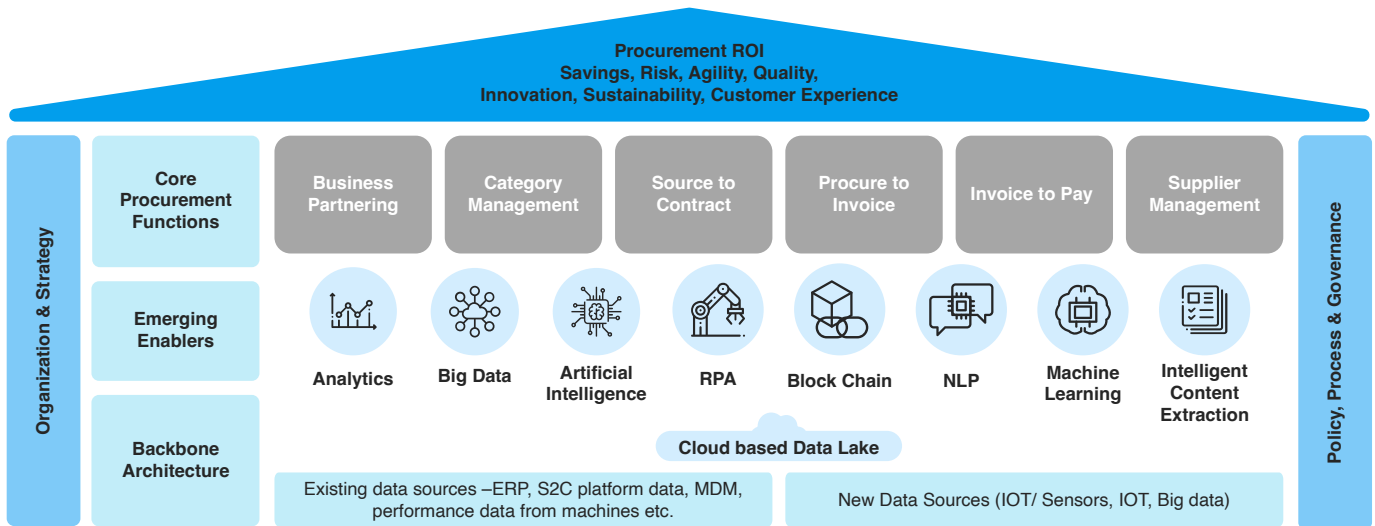 Procurement ROI
Savings, Risk, Agility, Quality,
Innovation, Sustainability, Customer Experience
Organization & Strategy
Core
Procurement
Functions
Business
Partnering
Category
Management
Source to
Contract
Procure to
Invoice
Invoice to Pay
Supplier
Management
Policy, Process & Governance
Emerging
Enablers
Analytics
Big Data
Artificial
Intelligence
RPA
Block Chain
NLP
Machine
Learning
Intelligent
Content
Extraction
Backbone
Architecture
Cloud based Data Lake
Existing data sources –ERP, S2C platform data, MDM,
performance data from machines etc.
New Data Sources (IOT/ Sensors, IOT, Big data)